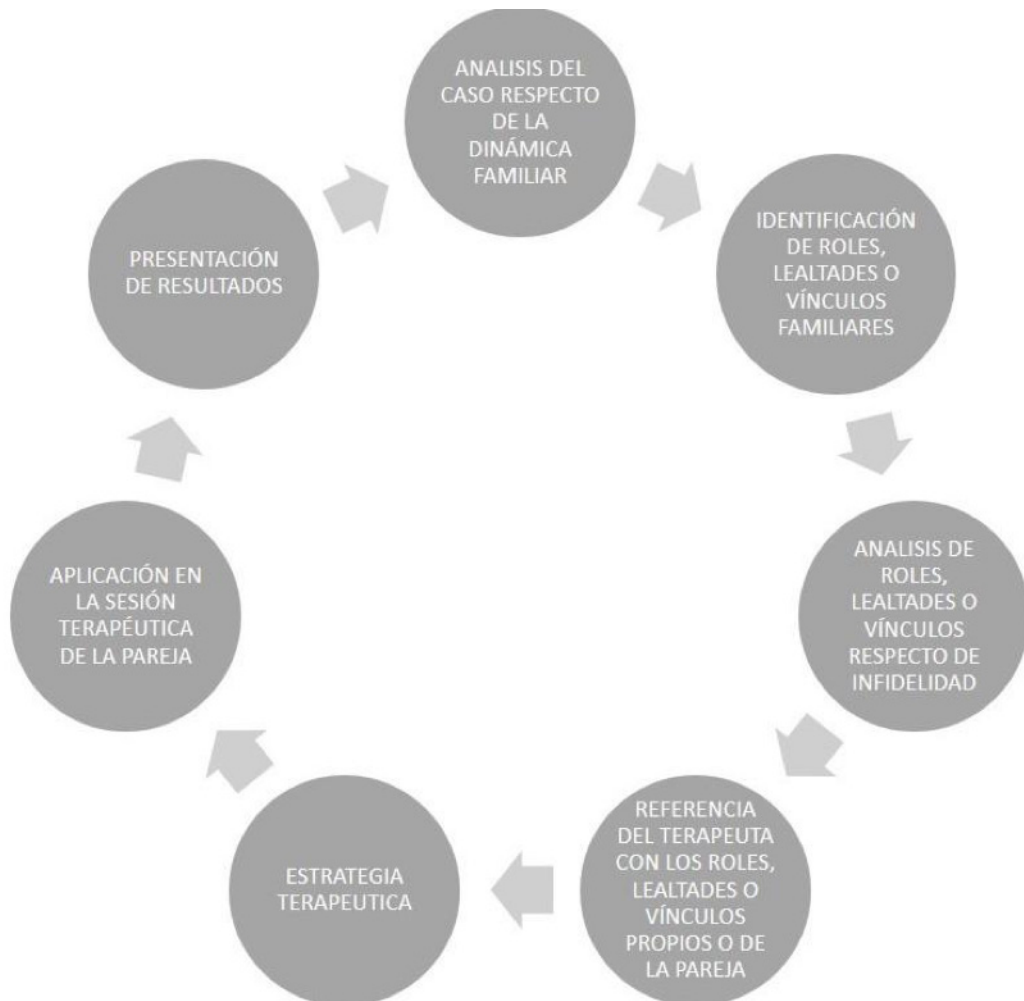 ANALISIS DEL
CASO RESPECTO
DE LA
DINÁMICA
FAMILIAR
IDENTIFICACIÓN
DE ROLES,
LEALTADES O
VÍNCULOS
FAMILIARES
ANALISIS DE
ROLES,
LEALTADES O
VÍNCULOS
RESPECTO DE
INFIDELIDAD
REFERENCIA
DEL TERAPEUTA
CON LOS ROLES,
LEALTADES O
VÍNCULOS
PROPIOS O DE
LA PAREJA
ESTRATEGIA
TERAPEUTICA
APLICACIÓN EN
LA SESIÓN
TERAPÉUTICA
DE LA PAREJA
PRESENTACIÓN
DE RESULTADOS